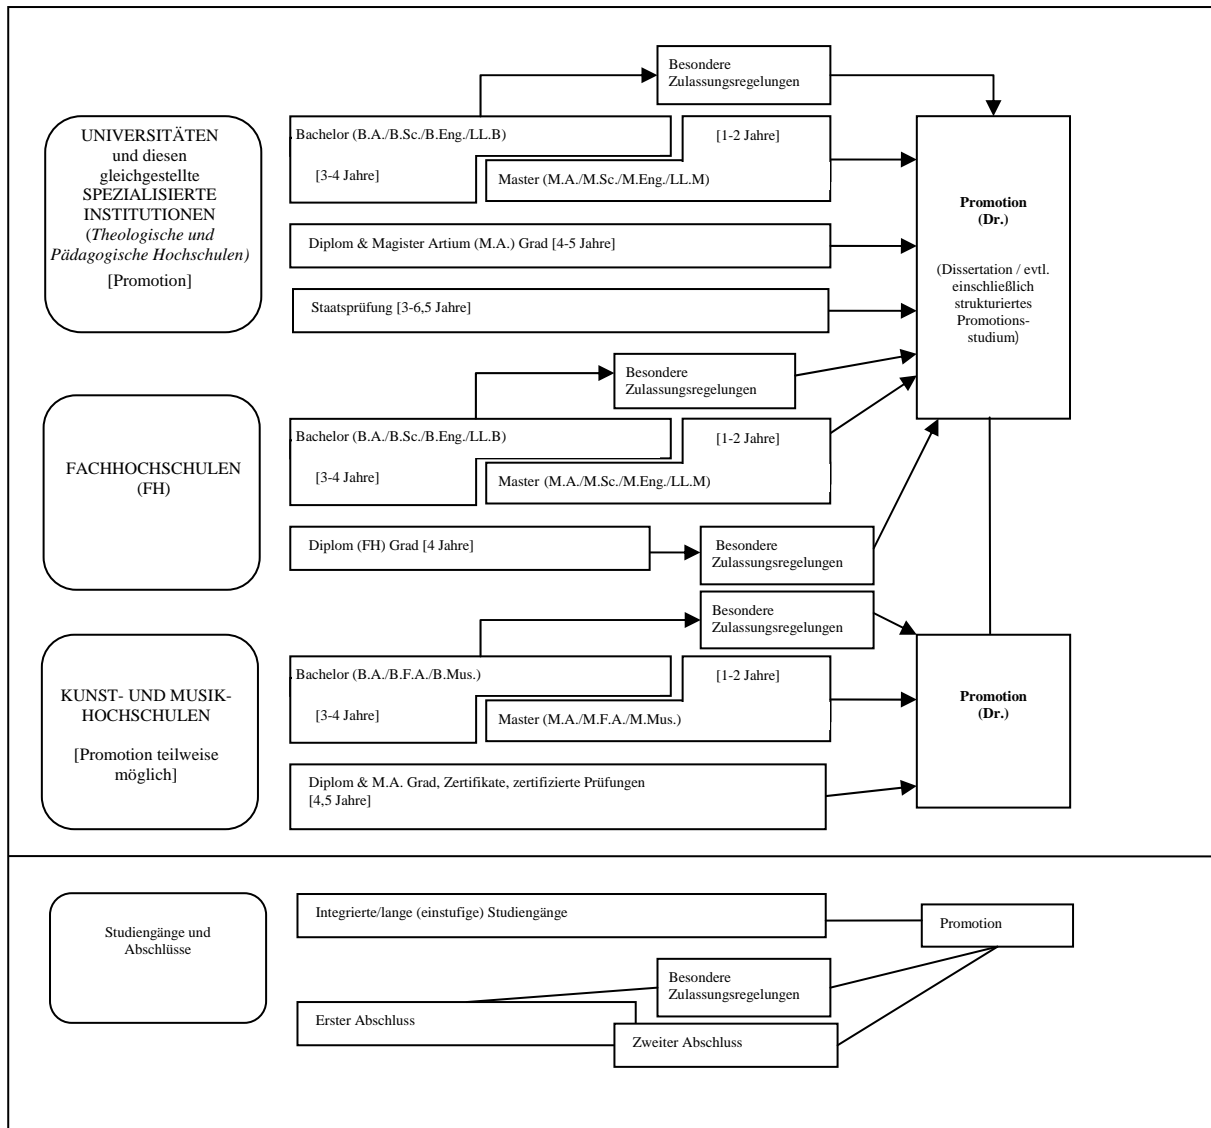 Besondere
Zulassungsregelungen
UNIVERSITÄTEN
und diesen
gleichgestellte
SPEZIALISIERTE
INSTITUTIONEN
(Theologische und
Pädagogische Hochschulen)
[Promotion]
Bachelor (B.A./B.Sc./B.Eng./LL.B)
[3-4 Jahre]
[1-2 Jahre]
Master (M.A./M.Sc./M.Eng./LL.M)
Diplom & Magister Artium (M.A.) Grad [4-5 Jahre]
Staatsprüfung [3-6,5 Jahre]
Promotion
(Dr.)
(Dissertation / evtl.
einschließlich
strukturiertes
Promotions-
studium)
FACHHOCHSCHULEN
(FH)
Besondere
Zulassungsregelungen
Bachelor (B.A./B.Sc./B.Eng./LL.B)
[3-4 Jahre]
[1-2 Jahre]
Master (M.A./M.Sc./M.Eng./LL.M)
Diplom (FH) Grad [4 Jahre]
Besondere
Zulassungsregelungen
KUNST- UND MUSIK-
HOCHSCHULEN
[Promotion teilweise
möglich]
Besondere
Zulassungsregelungen
Bachelor (B.A./B.F.A./B.Mus.)
[3-4 Jahre]
[1-2 Jahre]
Master (M.A./M.F.A./M.Mus.)
Diplom & M.A. Grad, Zertifikate, zertifizierte Prüfungen
[4,5 Jahre]
Promotion
(Dr.)
Studiengänge und
Abschlüsse
Integrierte/lange (einstufige) Studiengänge
Promotion
Besondere
Zulassungsregelungen
Erster Abschluss
Zweiter Abschluss